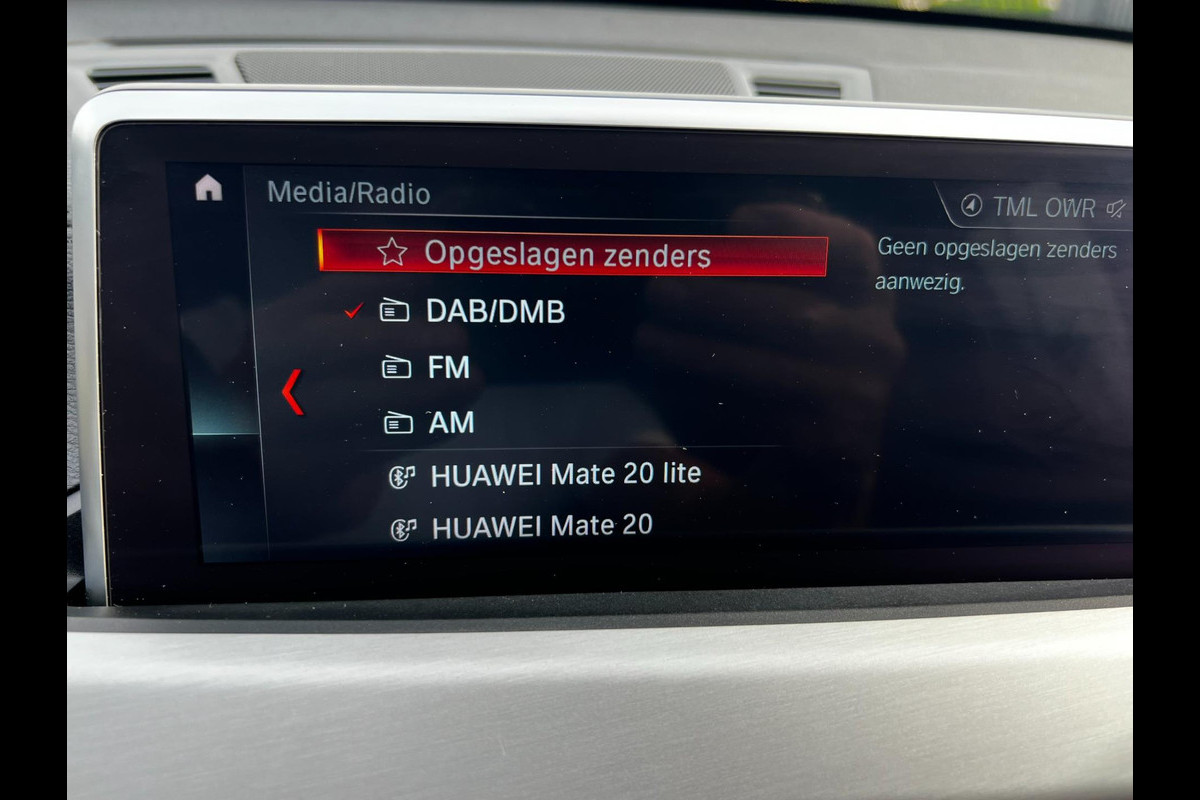 Media/Radio
TML OWR
Opgeslagen zenders
Geen opgeslagen zenders
aanwezig.
DAB/DMB
FM
AM
HUAWEI Mate 20 lite
HUAWEI Mate 20